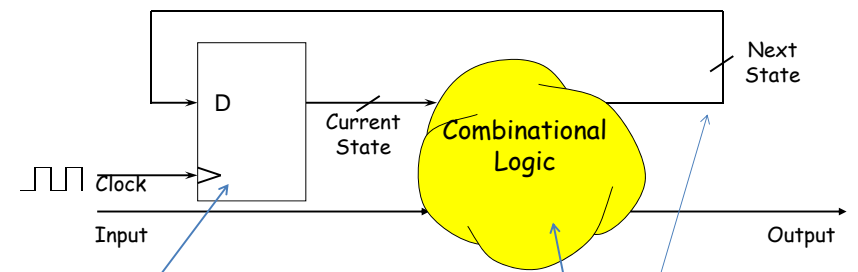 Next
State
D
Current
State
Combinational
Logic
Clock
Input
Output